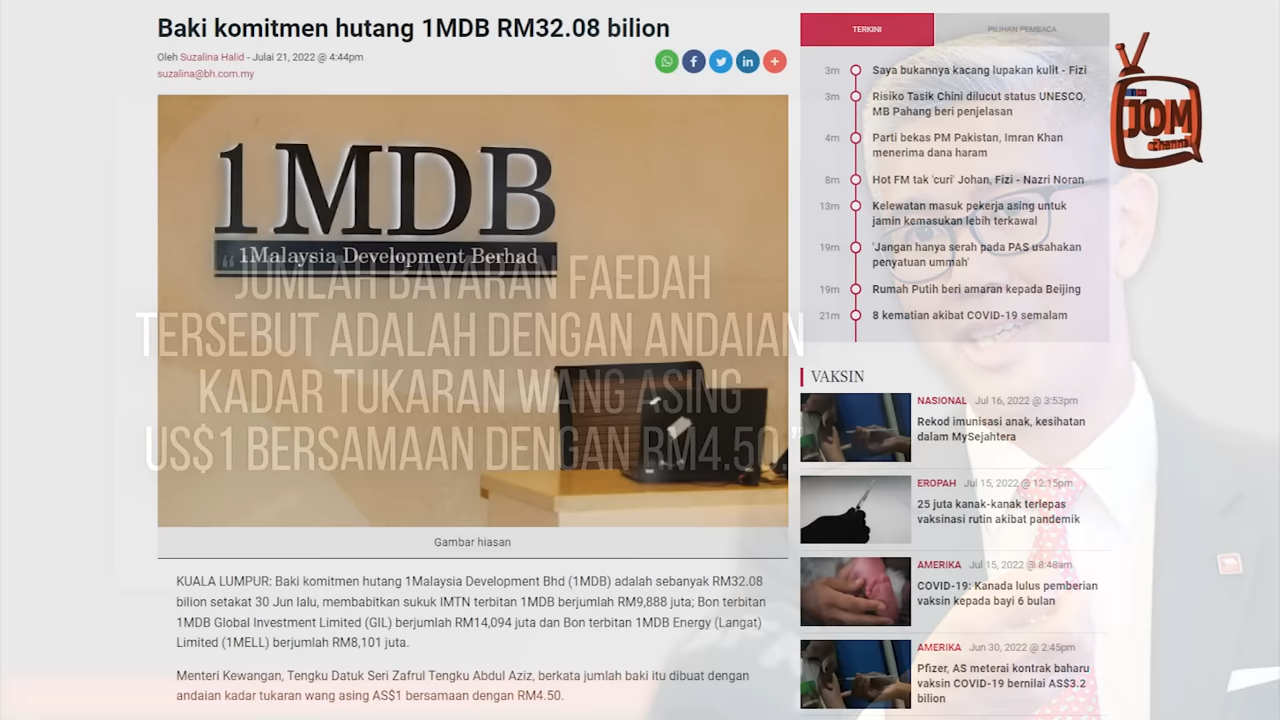 Baki komitmen hutang 1MDB RM32.08 bilion
Oleh Suzalina Halid - Julai 21, 2022 @ 4:44pm
suzalina@bh.com.my
1MDB
1Malaysia Development Berhad
“JUMLAH BAYARAN FAEDAH
TERSEBUT ADALAH DENGAN ANDAIAN
KADAR TUKARAN WANG ASING
US$1 BERSAMAAN DENGAN RM4.50.”
Gambar hiasan
KUALA LUMPUR: Baki komitmen hutang 1Malaysia Development Bhd (1MDB) adalah sebanyak RM32.08
bilion setakat 30 Jun lalu, membabitkan sukuk IMTN terbitan 1MDB berjumlah RM9,888 juta; Bon terbitan
1MDB Global Investment Limited (GIL) berjumlah RM14,094 juta dan Bon terbitan 1MDB Energy (Langat)
Limited (1MELL) berjumlah RM8,101 juta.
Menteri Kewangan, Tengku Datuk Seri Zafrul Tengku Abdul Aziz, berkata jumlah baki itu dibuat dengan
andaian kadar tukaran wang asing AS$1 bersamaan dengan RM4.50.
TERKINI
PILIHAN PEMBACA
3m Saya bukannya kacang lupakan kulit - Fizi
3m Risiko Tasik Chini dilucut status UNESCO,
MB Pahang beri penjelasan
4m Parti bekas PM Pakistan, Imran Khan
menerima dana haram
8m Hot FM tak 'curi' Johan, Fizi - Nazri Noran
13m Kelewatan masuk pekerja asing untuk
jamin kemasukan lebih terkawal
19m 'Jangan hanya serah pada PAS usahakan
penyatuan ummah'
19m Rumah Putih beri amaran kepada Beijing
21m 8 kematian akibat COVID-19 semalam
VAKSIN
NASIONAL Jul 16, 2022 @ 3:53pm
Rekod imunisasi anak, kesihatan
dalam MySejahtera
EROPAH Jul 15, 2022 @ 12:15pm
25 juta kanak-kanak terlepas
vaksinasi rutin akibat pandemik
AMERIKA Jul 15, 2022 @ 8:48am
COVID-19: Kanada lulus pemberian
vaksin kepada bayi 6 bulan
AMERIKA Jun 30, 2022 @ 2:45pm
Pfizer, AS meterai kontrak baharu
vaksin COVID-19 bernilai AS$3.2
bilion
JOM
channel